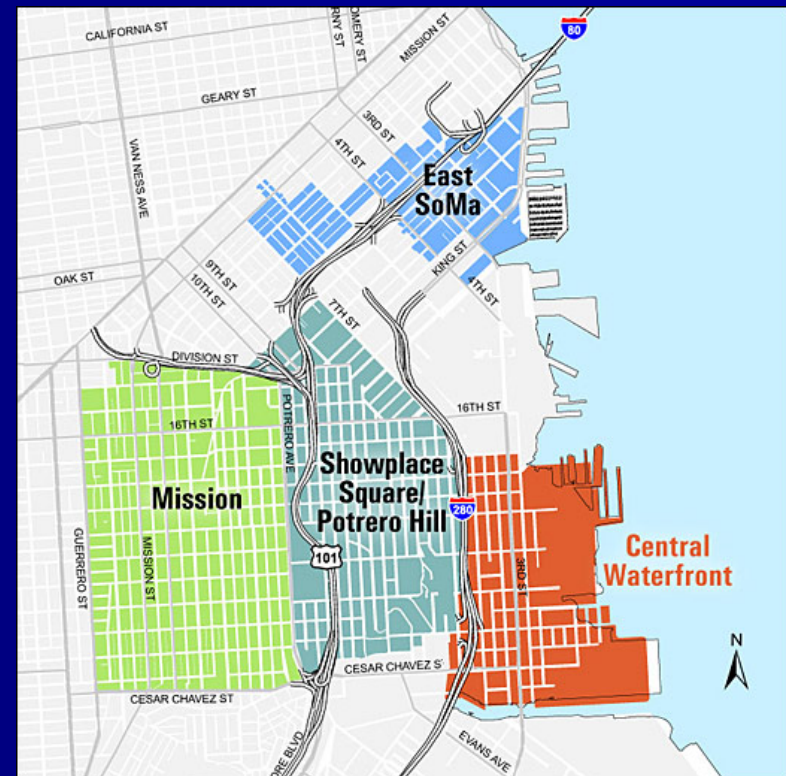 CALIFORNIA ST
GEARY ST
VAN NESS AVE
OAK ST
MISSION ST
3RD ST
4TH ST
80
East
SoMa
KING ST
4TH ST
9TH ST
10TH ST
7TH ST
DIVISION ST
16TH ST
16TH ST
POTRERO AVE
Mission
Showplace
Square/
Potrero Hill
280
101
GUERRERO ST
MISSION ST
3RD ST
Central
Waterfront
N
CESAR CHAVEZ S
CESAR CHAVEZ ST
EVANS AVE